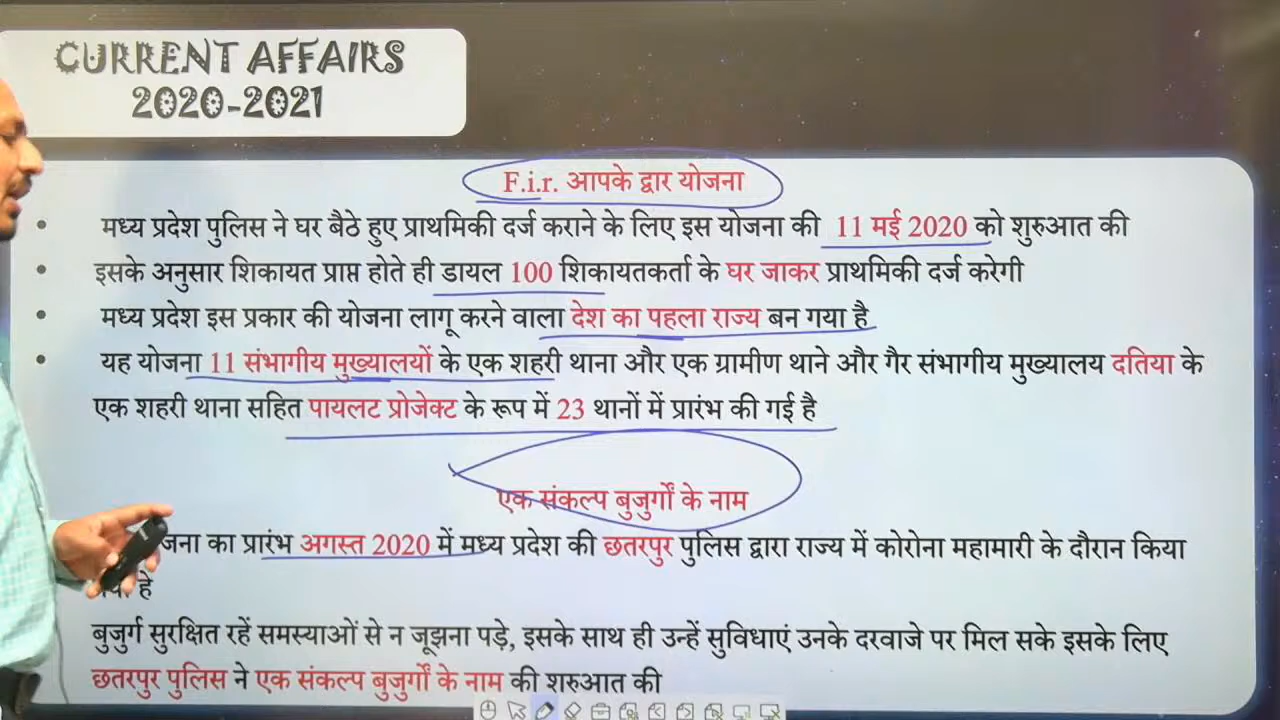 CURRENT AFFAIRS
2020-2021
F.i.r. आपके द्वार योजना
• मध्य प्रदेश पुलिस ने घर बैठे हुए प्राथमिकी दर्ज कराने के लिए इस योजना की 11 मई 2020 को शुरुआत की
• इसके अनुसार शिकायत प्राप्त होते ही डायल 100 शिकायतकर्ता के घर जाकर प्राथमिकी दर्ज करेगी
• मध्य प्रदेश इस प्रकार की योजना लागू करने वाला देश का पहला राज्य बन गया है
• यह योजना 11 संभागीय मुख्यालयों के एक शहरी थाना और एक ग्रामीण थाने और गैर संभागीय मुख्यालय दतिया के
एक शहरी थाना सहित पायलट प्रोजेक्ट के रूप में 23 थानों में प्रारंभ की गई है
एक संकल्प बुजुर्गों के नाम
का प्रारंभ अगस्त 2020 में मध्य प्रदेश की छतरपुर पुलिस द्वारा राज्य में कोरोना महामारी के दौरान किया
हे
बुजुर्ग सुरक्षित रहें समस्याओं से न जूझना पड़े, इसके साथ ही उन्हें सुविधाएं उनके दरवाजे पर मिल सके इसके लिए
छतरपुर पुलिस ने एक संकल्प बुजुर्गों के नाम की शरुआत की